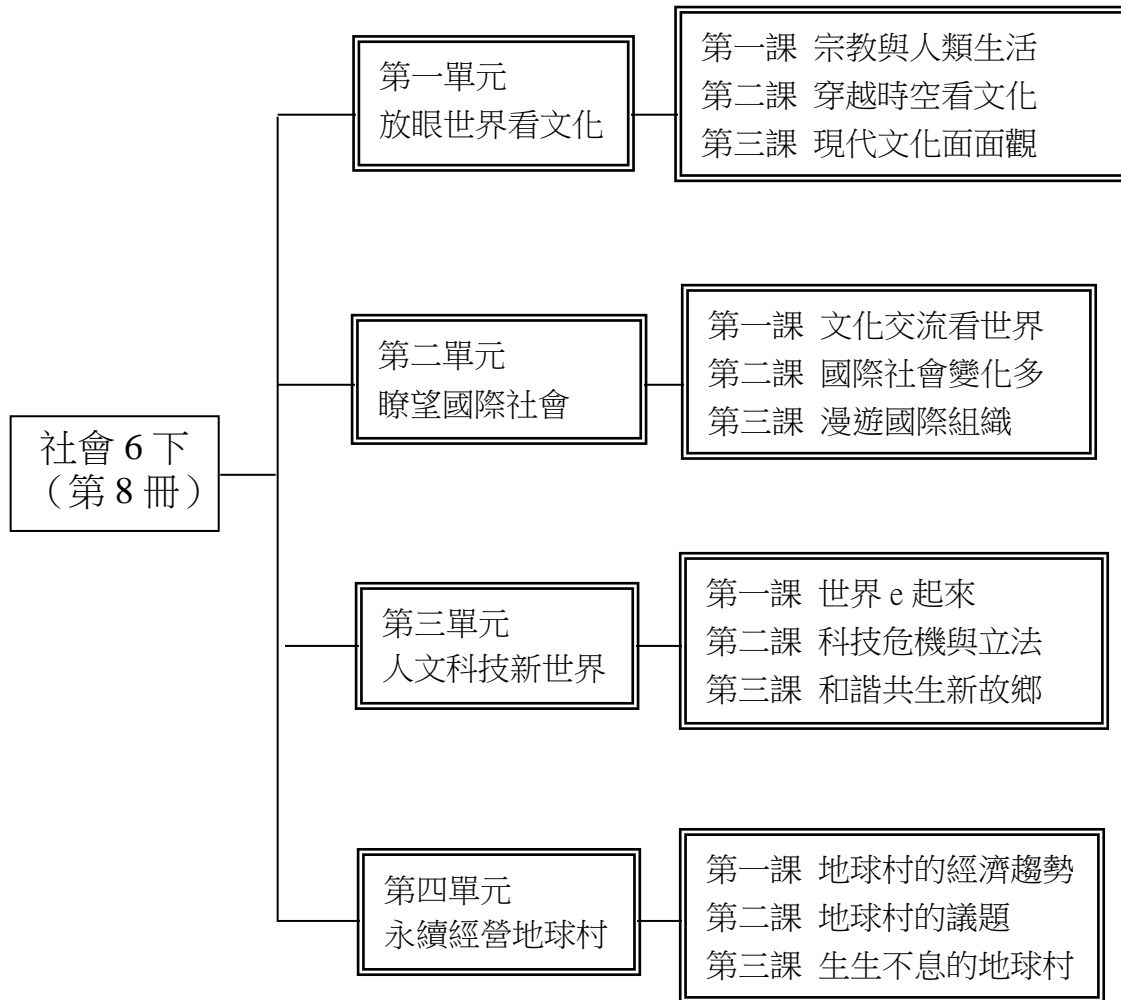 社會 6 下
（第 8 冊）
第一單元
放眼世界看文化
第一課 宗教與人類生活
第二課 穿越時空看文化
第三課 現代文化面面觀
第二單元
瞭望國際社會
第一課 文化交流看世界
第二課 國際社會變化多
第三課 漫遊國際組織
第三單元
人文科技新世界
第一課 世界 e 起來
第二課 科技危機與立法
第三課 和諧共生新故鄉
第四單元
永續經營地球村
第一課 地球村的經濟趨勢
第二課 地球村的議題
第三課 生生不息的地球村